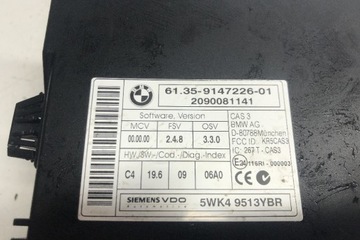 61.35-9147226-01
2090081141
Software, Version
MCV FSV OSV
00.00.00 2.4.8 3.3.0
HW-/SW-/Cod.-/Diag.-Index
C4 19.6 09 06A0
CAS 3
BMW AG
D-80788München
FCC ID: KR5CAS3
IC: 267T - CAS3
SIEMENS VDO
Automotive
5WK4 9513YBR